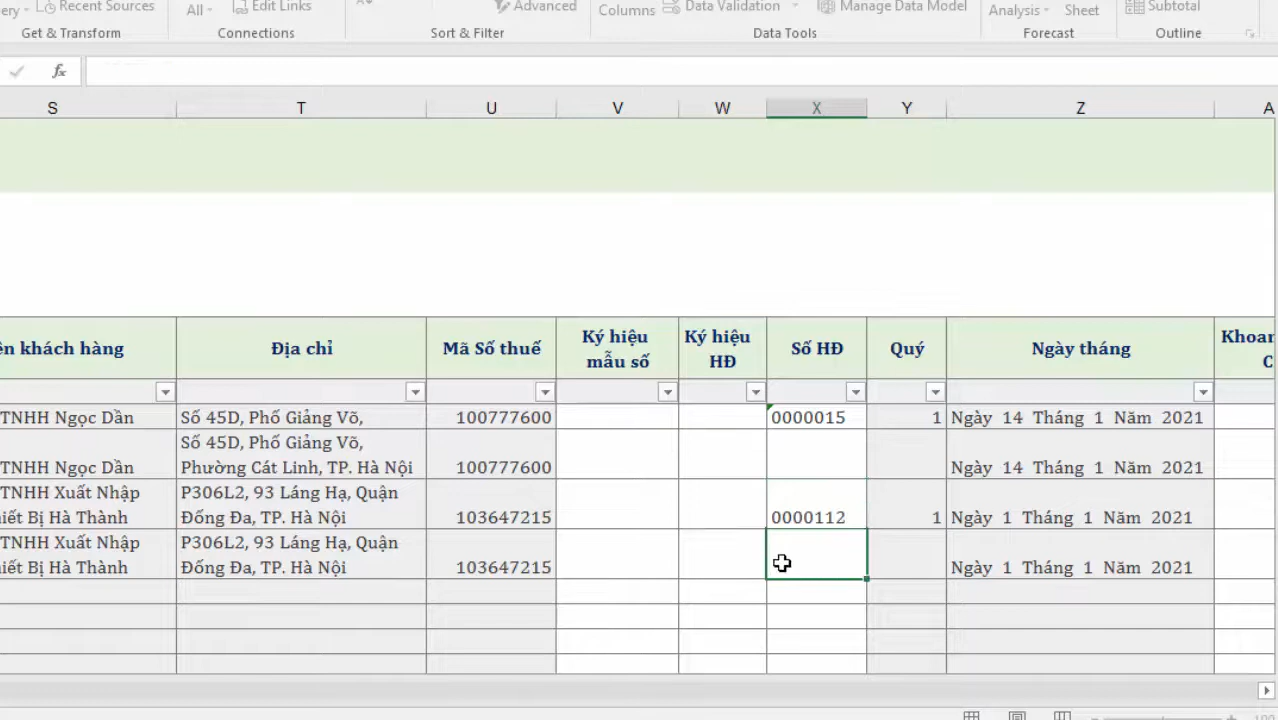 Recent Sources
All
Edit Links
Advanced
Columns
Data Validation
Manage Data Model
Analysis
Sheet
Subtotal
Get & Transform
Connections
Sort & Filter
Data Tools
Forecast
Outline
fx
S T U V W X Y Z
khách hàng
Địa chỉ
Mã Số thuế
Ký hiệu
mẫu số
Ký hiệu
HĐ
Số HĐ
Quý
Ngày tháng
TNHH Ngọc Dần
Số 45D, Phố Giảng Võ,
100777600
0000015
1
Ngày 14 Tháng 1 Năm 2021
TNHH Ngọc Dần
Số 45D, Phố Giảng Võ,
Phường Cát Linh, TP. Hà Nội
100777600
Ngày 14 Tháng 1 Năm 2021
TNHH Xuất Nhập
Bị Hà Thành
P306L2, 93 Láng Hạ, Quận
Đống Đa, TP. Hà Nội
103647215
0000112
1
Ngày 1 Tháng 1 Năm 2021
TNHH Xuất Nhập
Bị Hà Thành
P306L2, 93 Láng Hạ, Quận
Đống Đa, TP. Hà Nội
103647215
Ngày 1 Tháng 1 Năm 2021